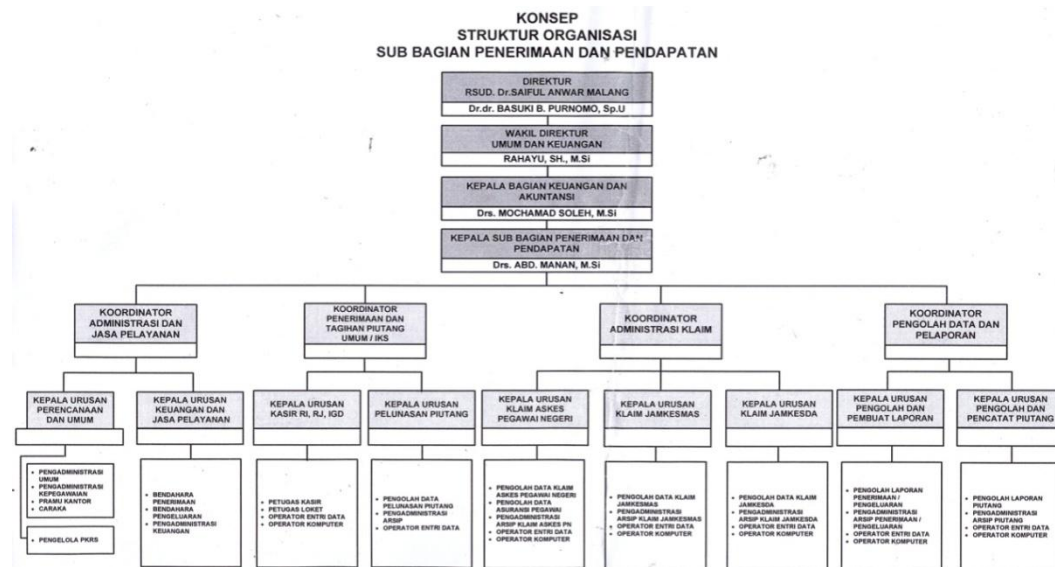 KONSEP
STRUKTUR ORGANISASI
SUB BAGIAN PENERIMAAN DAN PENDAPATAN
DIREKTUR
RSUD. Dr.SAIFUL ANWAR MALANG
Dr.dr. BASUKI B. PURNOMO, Sp.U
WAKIL DIREKTUR
UMUM DAN KEUANGAN
RAHAYU, SH., M.Si
KEPALA BAGIAN KEUANGAN DAN
AKUNTANSI
Drs. MOCHAMAD SOLEH, M.Si
KEPALA SUB BAGIAN PENERIMAAN DAN
PENDAPATAN
Drs. ABD. MANAN, M.Si
KOORDINATOR
ADMINISTRASI DAN
JASA PELAYANAN
KOORDINATOR
PENERIMAAN DAN
TAGIHAN PIUTANG
UMUM / IKS
KOORDINATOR
ADMINISTRASI KLAIM
KOORDINATOR
PENGOLAH DATA DAN
PELAPORAN
KEPALA URUSAN
PERENCANAAN
DAN UMUM
KEPALA URUSAN
KEUANGAN DAN
JASA PELAYANAN
KEPALA URUSAN
KASIR RI, RJ, IGD
KEPALA URUSAN
PELUNASAN PIUTANG
KEPALA URUSAN
KLAIM ASKES
PEGAWAI NEGERI
KEPALA URUSAN
KLAIM JAMKESMAS
KEPALA URUSAN
KLAIM JAMKESDA
KEPALA URUSAN
PENGOLAH DAN
PEMBUAT LAPORAN
KEPALA URUSAN
PENGOLAH DAN
PENCATAT PIUTANG
• PENGADMINISTRASI
UMUM
• PENGADMINISTRASI
KEPEGAWAIAN
• PRAMU KANTOR
• CARAKA
• PENGELOLA PKRS
• BENDAHARA
PENERIMAAN
• BENDAHARA
PENGELUARAN
• PENGADMINISTRASI
KEUANGAN
• PETUGAS KASIR
• PETUGAS LOKET
• OPERATOR ENTRI DATA
• OPERATOR KOMPUTER
• PENGOLAH DATA
PELUNASAN PIUTANG
• PENGADMINISTRASI
ARSIP
• OPERATOR ENTRI DATA
• PENGOLAH DATA KLAIM
ASKES PEGAWAI NEGERI
• PENGOLAH DATA
ASURANSI PEGAWAI
• PENGADMINISTRASI
ARSIP KLAIM ASKES PN
• OPERATOR ENTRI DATA
• OPERATOR KOMPUTER
• PENGOLAH DATA KLAIM
JAMKESMAS
• PENGADMINISTRASI
ARSIP KLAIM JAMKESMAS
• OPERATOR ENTRI DATA
• OPERATOR KOMPUTER
• PENGOLAH DATA KLAIM
JAMKESDA
• PENGADMINISTRASI
ARSIP KLAIM JAMKESDA
• OPERATOR ENTRI DATA
• OPERATOR KOMPUTER
• PENGOLAH LAPORAN
PENERIMAAN /
PENGELUARAN
• PENGADMINISTRASI
ARSIP PENERIMAAN /
PENGELUARAN
• OPERATOR ENTRI DATA
• OPERATOR KOMPUTER
• PENGOLAH LAPORAN
PIUTANG
• PENGADMINISTRASI
ARSIP PIUTANG
• OPERATOR ENTRI DATA
• OPERATOR KOMPUTER